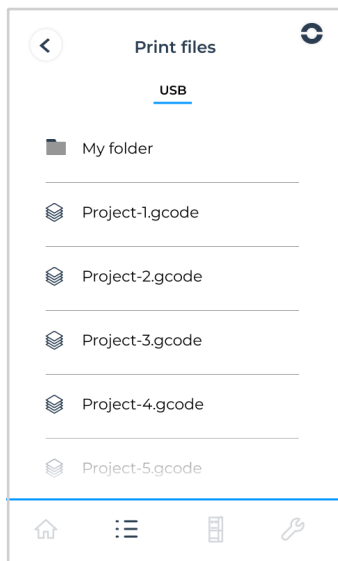 Print files
USB
My folder
Project-1.gcode
Project-2.gcode
Project-3.gcode
Project-4.gcode
Project-5.gcode